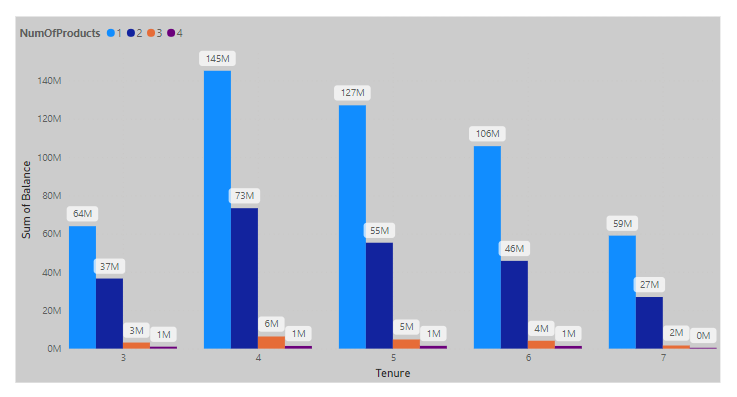 NumOfProducts 1 2 3 4
Sum of Balance
140M
120M
100M
80M
60M
40M
20M
0M
64M
37M
3M
1M
145M
73M
6M
1M
127M
55M
5M
1M
106M
46M
4M
1M
59M
27M
2M
0M
3 4 5 6 7
Tenure